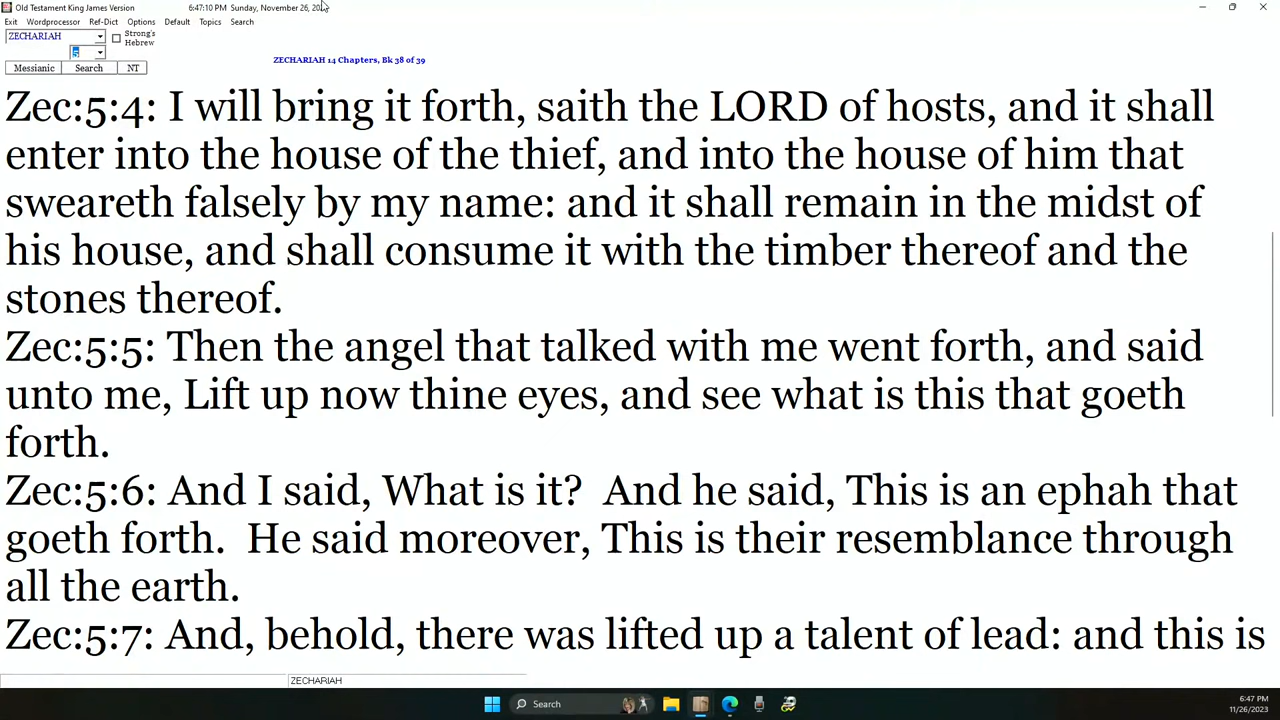 Old Testament King James Version 6:47:10 PM Sunday, November 26,
Exit Wordprocessor Ref-Dict Options Default Topics Search
ZECHARIAH Strong's
Hebrew
5
ZECHARIAH 14 Chapters, Bk 38 of 39
Messianic Search NT
Zec:5:4: I will bring it forth, saith the LORD of hosts, and it shall
enter into the house of the thief, and into the house of him that
sweareth falsely by my name: and it shall remain in the midst of
his house, and shall consume it with the timber thereof and the
stones thereof.
Zec:5:5: Then the angel that talked with me went forth, and said
unto me, Lift up now thine eyes, and see what is this that goeth
forth.
Zec:5:6: And I said, What is it?  And he said, This is an ephah that
goeth forth.  He said moreover, This is their resemblance through
all the earth.
Zec:5:7: And, behold, there was lifted up a talent of lead: and this is
ZECHARIAH
Search
6:47 PM
11/26/2023